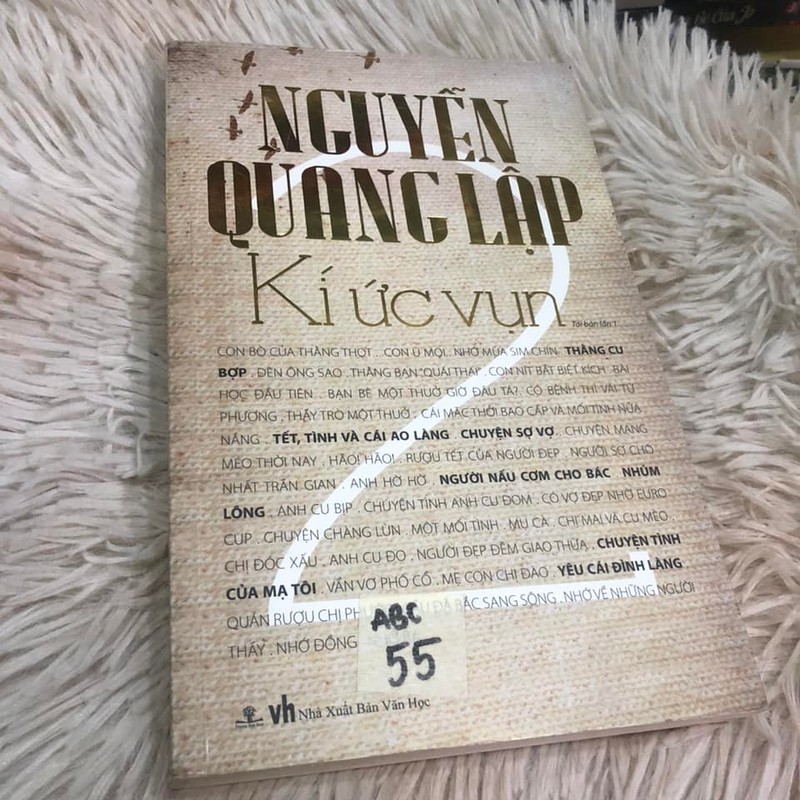 NGUYỄN
QUANG LẬP
Kí ức vụn
Tái bản lần 1
2
CON BÒ CỦA THẰNG THỌT . CON Ủ MỌI . NHỚ MÙA SIM CHÍN . THẰNG CU
BỢP . ĐÈN ÔNG SAO . THẰNG BẠN "QUÁI THAI" . CON NÍT BẮT BIỆT KÍCH . BÀI
HỌC ĐẦU TIÊN . BẠN BÈ MỘT THUỞ GIỜ ĐÂU TÁ? . CÓ BỆNH THÌ VÁI TỨ
PHƯƠNG . THẦY TRÒ MỘT THUỞ . CÁI MẶC THỜI BAO CẤP VÀ MỐI TÌNH NỬA
NẮNG . TẾT, TÌNH VÀ CÁI AO LÀNG . CHUYỆN SỢ VỢ . CHUYỆN MẠNG
MẼO THỜI NAY . HÃO! HÃO! . RƯỢU TẾT CỦA NGƯỜI ĐẸP . NGƯỜI SỢ CHÓ
NHẤT TRẦN GIAN . ANH HỜ HỜ . NGƯỜI NẤU CƠM CHO BÁC . NHÚM
LÔNG . ANH CU BỊP . CHUYỆN TÌNH ANH CU ĐOM . CÓ VỢ ĐẸP NHỜ EURO
CÚP . CHUYỆN CHÀNG LÙN . MỘT MỐI TÌNH . MỤ CÀ . CHỊ MAI VÀ CU MÈO .
CHỊ ĐỐC XẤU . ANH CU ĐO . NGƯỜI ĐẸP ĐÊM GIAO THỪA . CHUYỆN TÌNH
CỦA MẠ TÔI . VẨN VƠ PHỐ CỔ . MẸ CON CHỊ ĐÀO . YÊU CÁI ĐÌNH LÀNG
QUÁN RƯỢU CHỊ BẮC SANG SÔNG . NHỚ VỀ NHỮNG NGƯỜI
THẦY . NHỚ ĐỒNG
ABC
55
vh Nhà Xuất Bản Văn Học